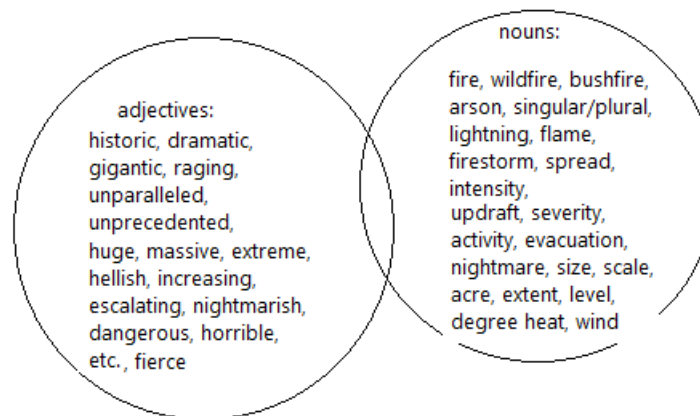 adjectives:
historic, dramatic,
gigantic, raging,
unparalleled,
unprecedented,
huge, massive, extreme,
hellish, increasing,
escalating, nightmarish,
dangerous, horrible,
etc., fierce
nouns:
fire, wildfire, bushfire,
arson, singular/plural,
lightning, flame,
firestorm, spread,
intensity,
updraft, severity,
activity, evacuation,
nightmare, size, scale,
acre, extent, level,
degree heat, wind